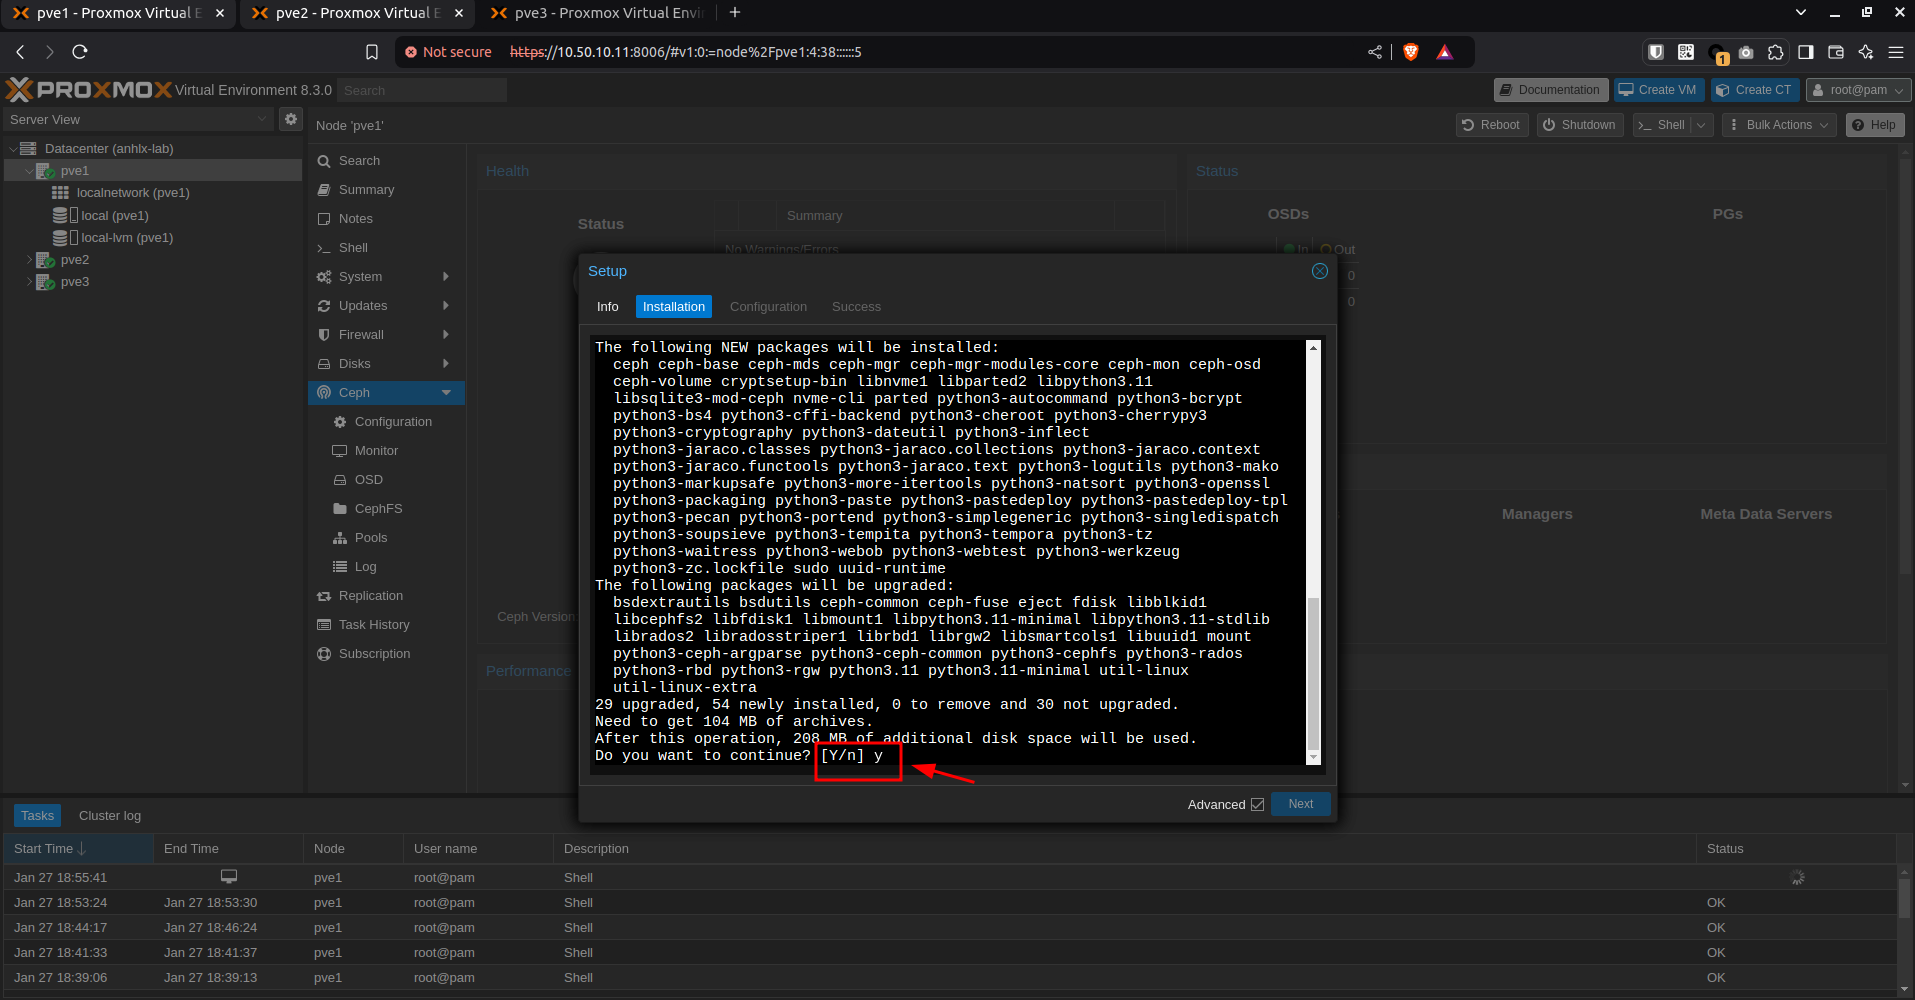 pve1 - Proxmox Virtual E
pve2 - Proxmox Virtual E
pve3 - Proxmox Virtual Envi
Not secure
https://10.50.10.11:8006/#v1:0:=node%2Fpve1:4:38::::::5
1
PROXMOX Virtual Environment 8.3.0
Search
Documentation
Create VM
Create CT
root@pam
Server View
Node 'pve1'
Reboot
Shutdown
Shell
Bulk Actions
Help
Datacenter (anhlx-lab)
pve1
localnetwork (pve1)
local (pve1)
local-lvm (pve1)
pve2
pve3
Search
Summary
Notes
Shell
System
Updates
Firewall
Disks
Ceph
Configuration
Monitor
OSD
CephFS
Pools
Log
Replication
Task History
Subscription
Health
Status
Summary
No Warnings/Errors
Ceph Version
Performance
Status
OSDs
PGs
In
Out
0
0
Managers
Meta Data Servers
Setup
Info
Installation
Configuration
Success
The following NEW packages will be installed:
ceph ceph-base ceph-mds ceph-mgr ceph-mgr-modules-core ceph-mon ceph-osd
ceph-volume cryptsetup-bin libnvme1 libparted2 libpython3.11
libsqlite3-mod-ceph nvme-cli parted python3-autocommand python3-bcrypt
python3-bs4 python3-cffi-backend python3-cheroot python3-cherrypy3
python3-cryptography python3-dateutil python3-inflect
python3-jaraco.classes python3-jaraco.collections python3-jaraco.context
python3-jaraco.functools python3-jaraco.text python3-logutils python3-mako
python3-markupsafe python3-more-itertools python3-natsort python3-openssl
python3-packaging python3-paste python3-pastedeploy python3-pastedeploy-tpl
python3-pecan python3-portend python3-simplegeneric python3-singledispatch
python3-soupsieve python3-tempita python3-tempora python3-tz
python3-waitress python3-webob python3-webtest python3-werkzeug
python3-zc.lockfile sudo uuid-runtime
The following packages will be upgraded:
bsdextrautils bsdutils ceph-common ceph-fuse eject fdisk libblkid1
libcephfs2 libfdisk1 libmount1 libpython3.11-minimal libpython3.11-stdlib
librados2 libradosstriper1 librbd1 librgw2 libsmartcols1 libuuid1 mount
python3-ceph-argparse python3-ceph-common python3-cephfs python3-rados
python3-rbd python3-rgw python3.11 python3.11-minimal util-linux
util-linux-extra
29 upgraded, 54 newly installed, 0 to remove and 30 not upgraded.
Need to get 104 MB of archives.
After this operation, 208 MB of additional disk space will be used.
Do you want to continue? [Y/n] y
Advanced
Next
Tasks
Cluster log
Start Time End Time Node User name Description Status
Jan 27 18:55:41 pve1 root@pam Shell
Jan 27 18:53:24 Jan 27 18:53:30 pve1 root@pam Shell OK
Jan 27 18:44:17 Jan 27 18:46:24 pve1 root@pam Shell OK
Jan 27 18:41:33 Jan 27 18:41:37 pve1 root@pam Shell OK
Jan 27 18:39:06 Jan 27 18:39:13 pve1 root@pam Shell OK